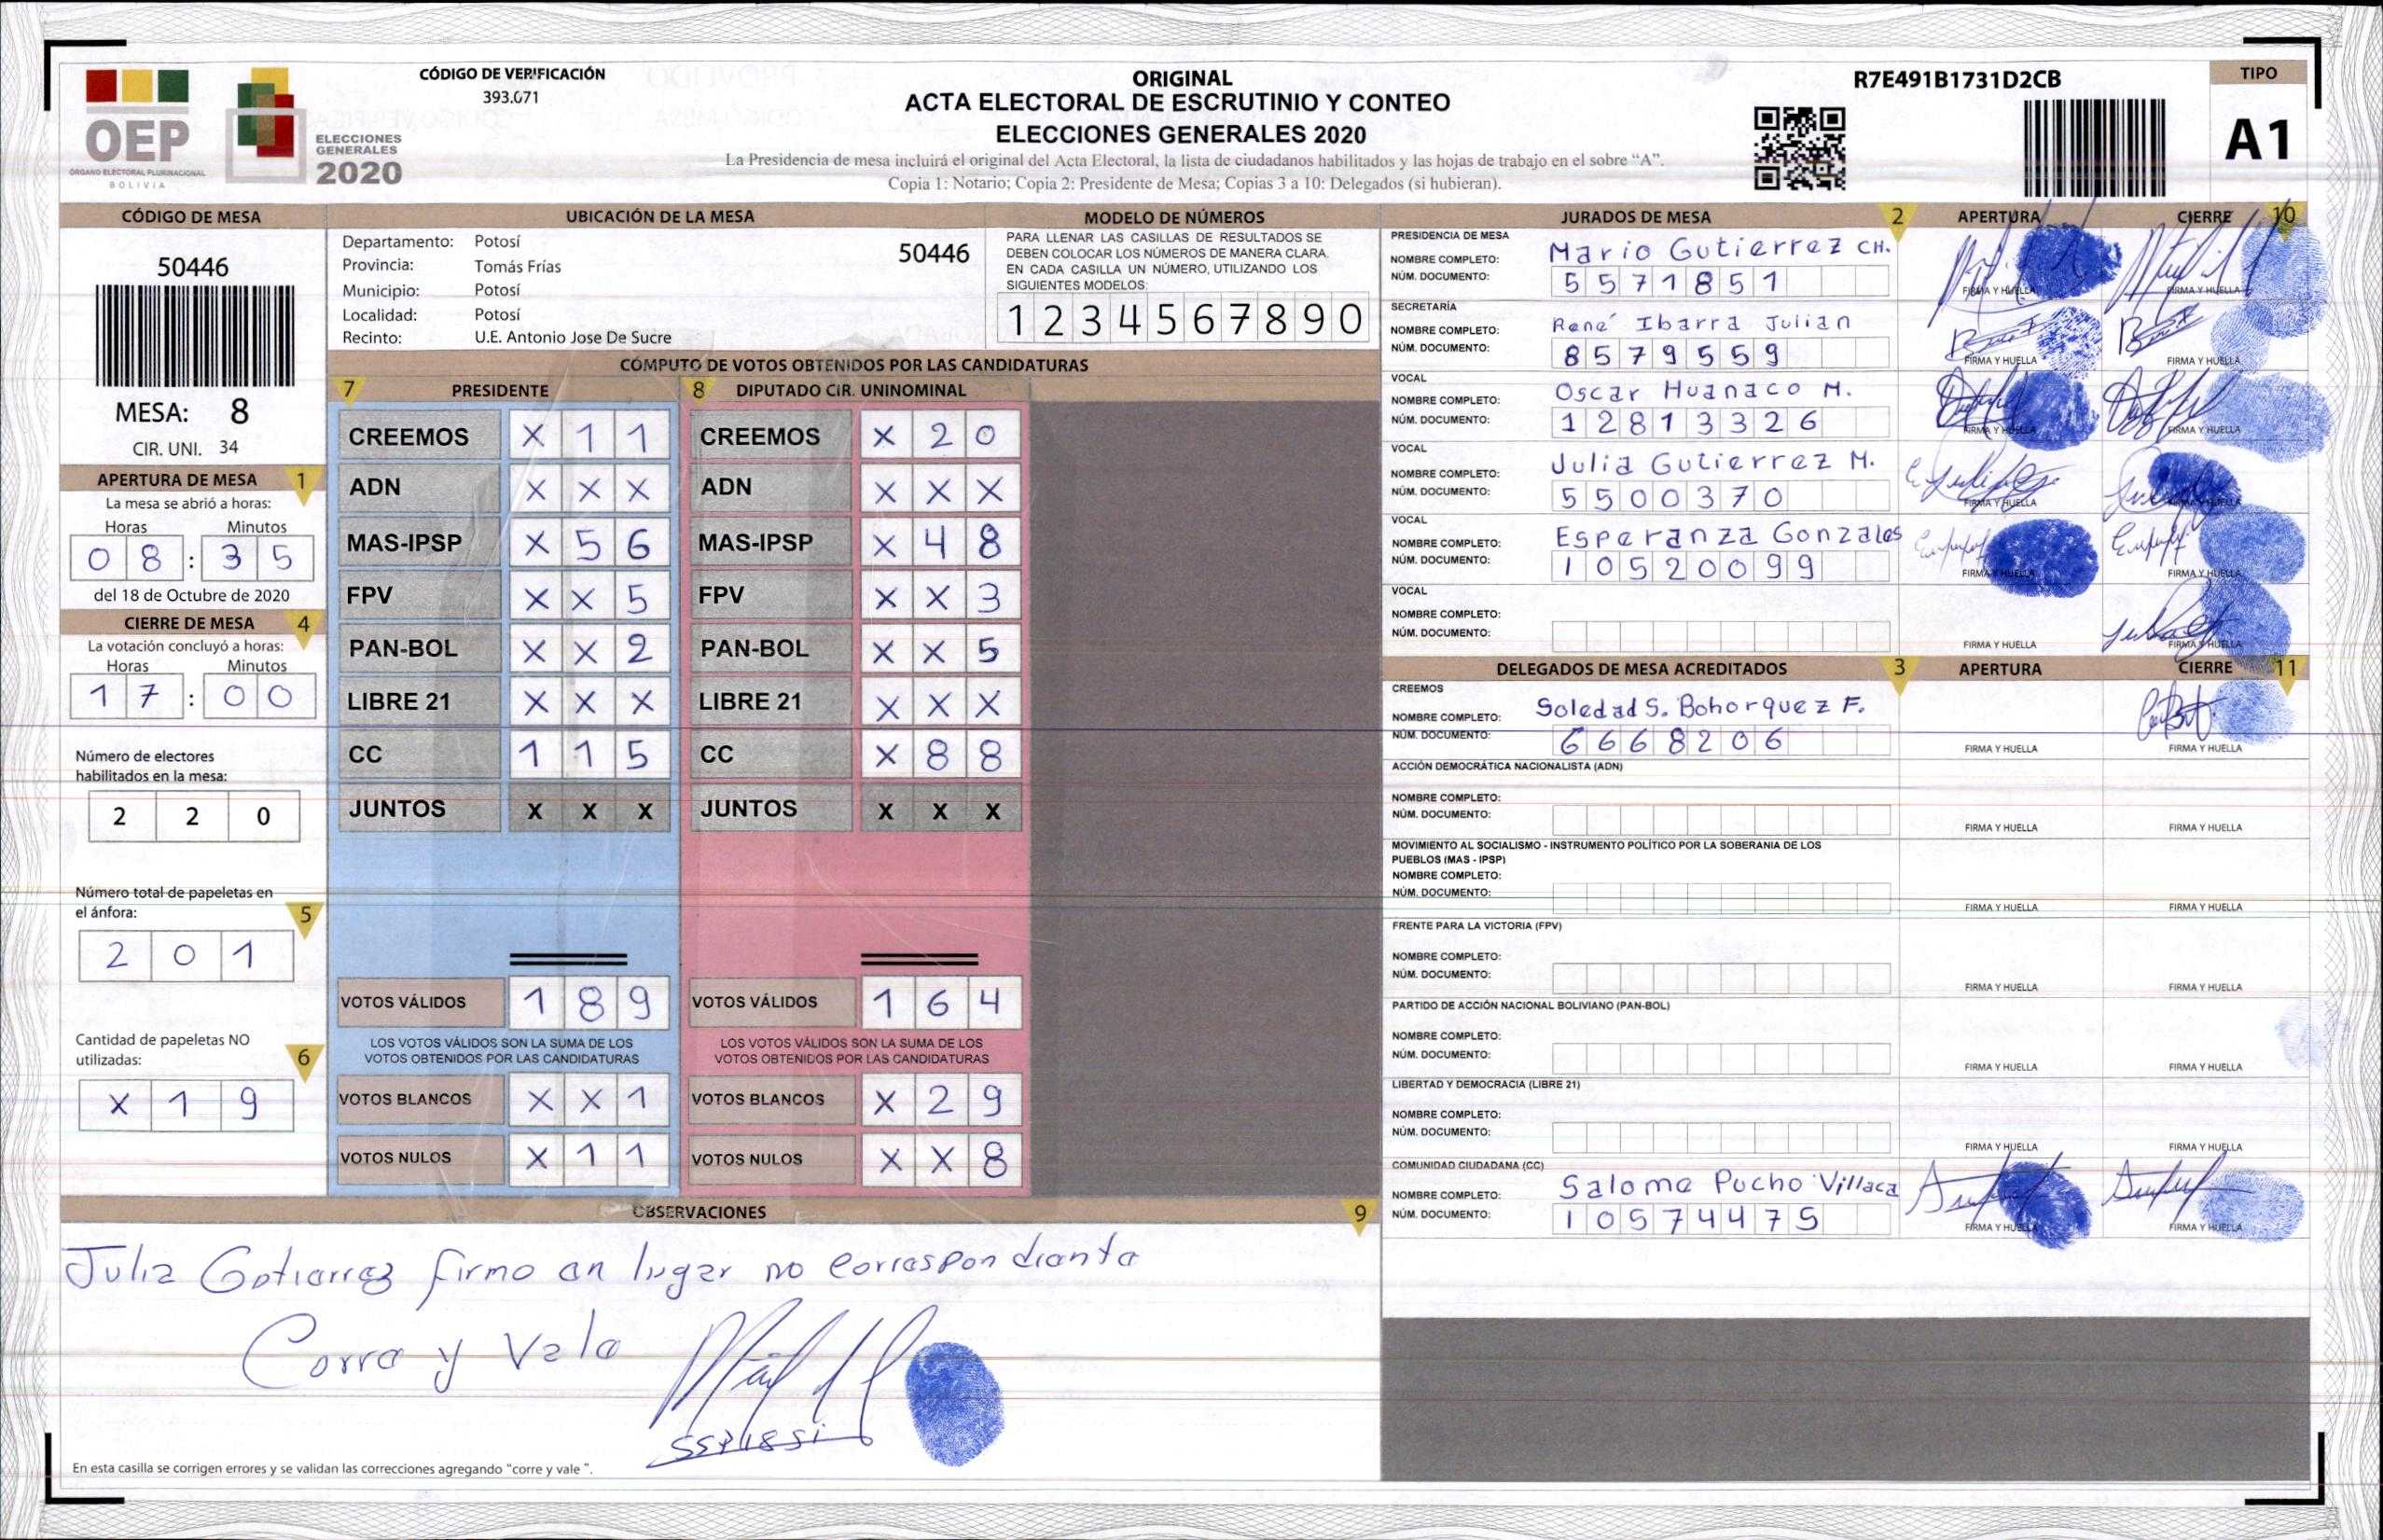 CÓDIGO DE VERIFICACIÓN
393.071
ORIGINAL
ACTA ELECTORAL DE ESCRUTINIO Y CONTEO
ELECCIONES GENERALES 2020
La Presidencia de mesa incluirá el original del Acta Electoral, la lista de ciudadanos habilitados y las hojas de trabajo en el sobre “A”.
Copia 1: Notario; Copia 2: Presidente de Mesa; Copias 3 a 10: Delegados (si hubieran).
R7E491B1731D2CB
TIPO
A1
OEP
ÓRGANO ELECTORAL PLURINACIONAL
BOLIVIA
ELECCIONES
GENERALES
2020
CÓDIGO DE MESA
50446
MESA: 8
CIR. UNI. 34
APERTURA DE MESA 1
La mesa se abrió a horas:
Horas Minutos
0 8 : 3 5
del 18 de Octubre de 2020
CIERRE DE MESA 4
La votación concluyó a horas:
Horas Minutos
1 7 : 0 0
Número de electores
habilitados en la mesa:
2 2 0
Número total de papeletas en
el ánfora: 5
2 0 1
Cantidad de papeletas NO
utilizadas: 6
X 1 9
UBICACIÓN DE LA MESA
Departamento: Potosí 50446
Provincia: Tomás Frías
Municipio: Potosí
Localidad: Potosí
Recinto: U.E. Antonio Jose De Sucre
MODELO DE NÚMEROS
PARA LLENAR LAS CASILLAS DE RESULTADOS SE
DEBEN COLOCAR LOS NÚMEROS DE MANERA CLARA.
EN CADA CASILLA UN NÚMERO, UTILIZANDO LOS
SIGUIENTES MODELOS:
1 2 3 4 5 6 7 8 9 0
CÓMPUTO DE VOTOS OBTENIDOS POR LAS CANDIDATURAS
7 PRESIDENTE 8 DIPUTADO CIR. UNINOMINAL
CREEMOS X 1 1 CREEMOS X 2 0
ADN X X X ADN X X X
MAS-IPSP X 5 6 MAS-IPSP X 4 8
FPV X X 5 FPV X X 3
PAN-BOL X X 2 PAN-BOL X X 5
LIBRE 21 X X X LIBRE 21 X X X
CC 1 1 5 CC X 8 8
JUNTOS X X X JUNTOS X X X
VOTOS VÁLIDOS 1 8 9 VOTOS VÁLIDOS 1 6 4
LOS VOTOS VÁLIDOS SON LA SUMA DE LOS LOS VOTOS VÁLIDOS SON LA SUMA DE LOS
VOTOS OBTENIDOS POR LAS CANDIDATURAS VOTOS OBTENIDOS POR LAS CANDIDATURAS
VOTOS BLANCOS X X 1 VOTOS BLANCOS X 2 9
VOTOS NULOS X 1 1 VOTOS NULOS X X 8
OBSERVACIONES 9
Julia Gutierrez firmo en lugar no correspondiente
Corre y Vale
5571851
En esta casilla se corrigen errores y se validan las correcciones agregando “corre y vale ”.
JURADOS DE MESA 2 APERTURA CIERRE 10
PRESIDENCIA DE MESA
NOMBRE COMPLETO: Mario Gutierrez CH.
NÚM. DOCUMENTO: 5571851
FIRMA Y HUELLA FIRMA Y HUELLA
SECRETARÍA
NOMBRE COMPLETO: René Ibarra Julian
NÚM. DOCUMENTO: 8579559
FIRMA Y HUELLA FIRMA Y HUELLA
VOCAL
NOMBRE COMPLETO: Oscar Huanaco M.
NÚM. DOCUMENTO: 12813326
FIRMA Y HUELLA FIRMA Y HUELLA
VOCAL
NOMBRE COMPLETO: Julia Gutierrez M.
NÚM. DOCUMENTO: 5500370
FIRMA Y HUELLA FIRMA Y HUELLA
VOCAL
NOMBRE COMPLETO: Esperanza Gonzales
NÚM. DOCUMENTO: 10520099
FIRMA Y HUELLA FIRMA Y HUELLA
VOCAL
NOMBRE COMPLETO:
NÚM. DOCUMENTO:
FIRMA Y HUELLA FIRMA Y HUELLA
DELEGADOS DE MESA ACREDITADOS 3 APERTURA CIERRE 11
CREEMOS
NOMBRE COMPLETO: Soledad S. Bohorquez F.
NÚM. DOCUMENTO: 6668206
FIRMA Y HUELLA FIRMA Y HUELLA
ACCIÓN DEMOCRÁTICA NACIONALISTA (ADN)
NOMBRE COMPLETO:
NÚM. DOCUMENTO:
FIRMA Y HUELLA FIRMA Y HUELLA
MOVIMIENTO AL SOCIALISMO - INSTRUMENTO POLÍTICO POR LA SOBERANIA DE LOS
PUEBLOS (MAS - IPSP)
NOMBRE COMPLETO:
NÚM. DOCUMENTO:
FIRMA Y HUELLA FIRMA Y HUELLA
FRENTE PARA LA VICTORIA (FPV)
NOMBRE COMPLETO:
NÚM. DOCUMENTO:
FIRMA Y HUELLA FIRMA Y HUELLA
PARTIDO DE ACCIÓN NACIONAL BOLIVIANO (PAN-BOL)
NOMBRE COMPLETO:
NÚM. DOCUMENTO:
FIRMA Y HUELLA FIRMA Y HUELLA
LIBERTAD Y DEMOCRACIA (LIBRE 21)
NOMBRE COMPLETO:
NÚM. DOCUMENTO:
FIRMA Y HUELLA FIRMA Y HUELLA
COMUNIDAD CIUDADANA (CC)
NOMBRE COMPLETO: Salome Pocho Villaca
NÚM. DOCUMENTO: 10574475
FIRMA Y HUELLA FIRMA Y HUELLA